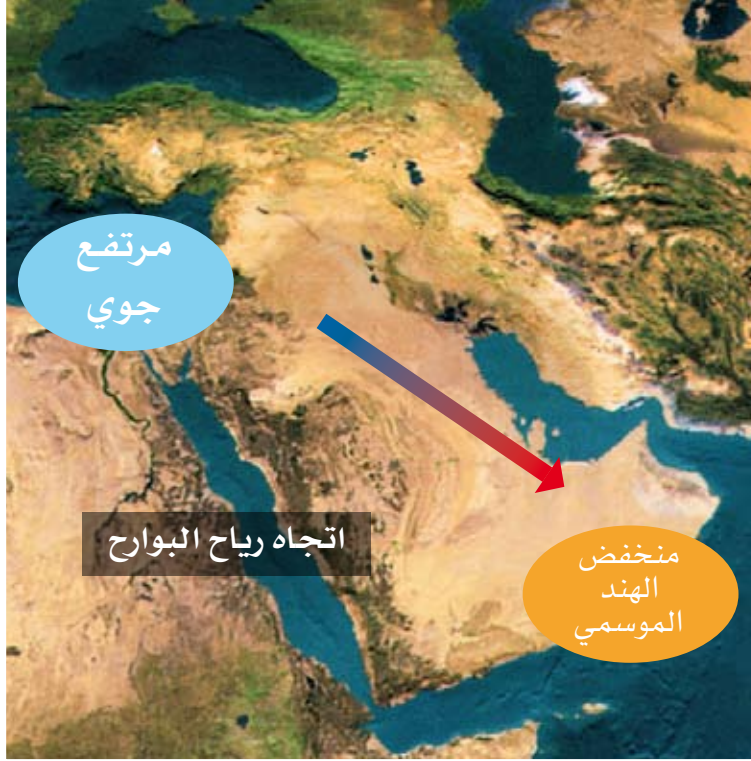 مرتفع
جوي
اتجاه رياح البوارح
منخفض
الهند
الموسمي